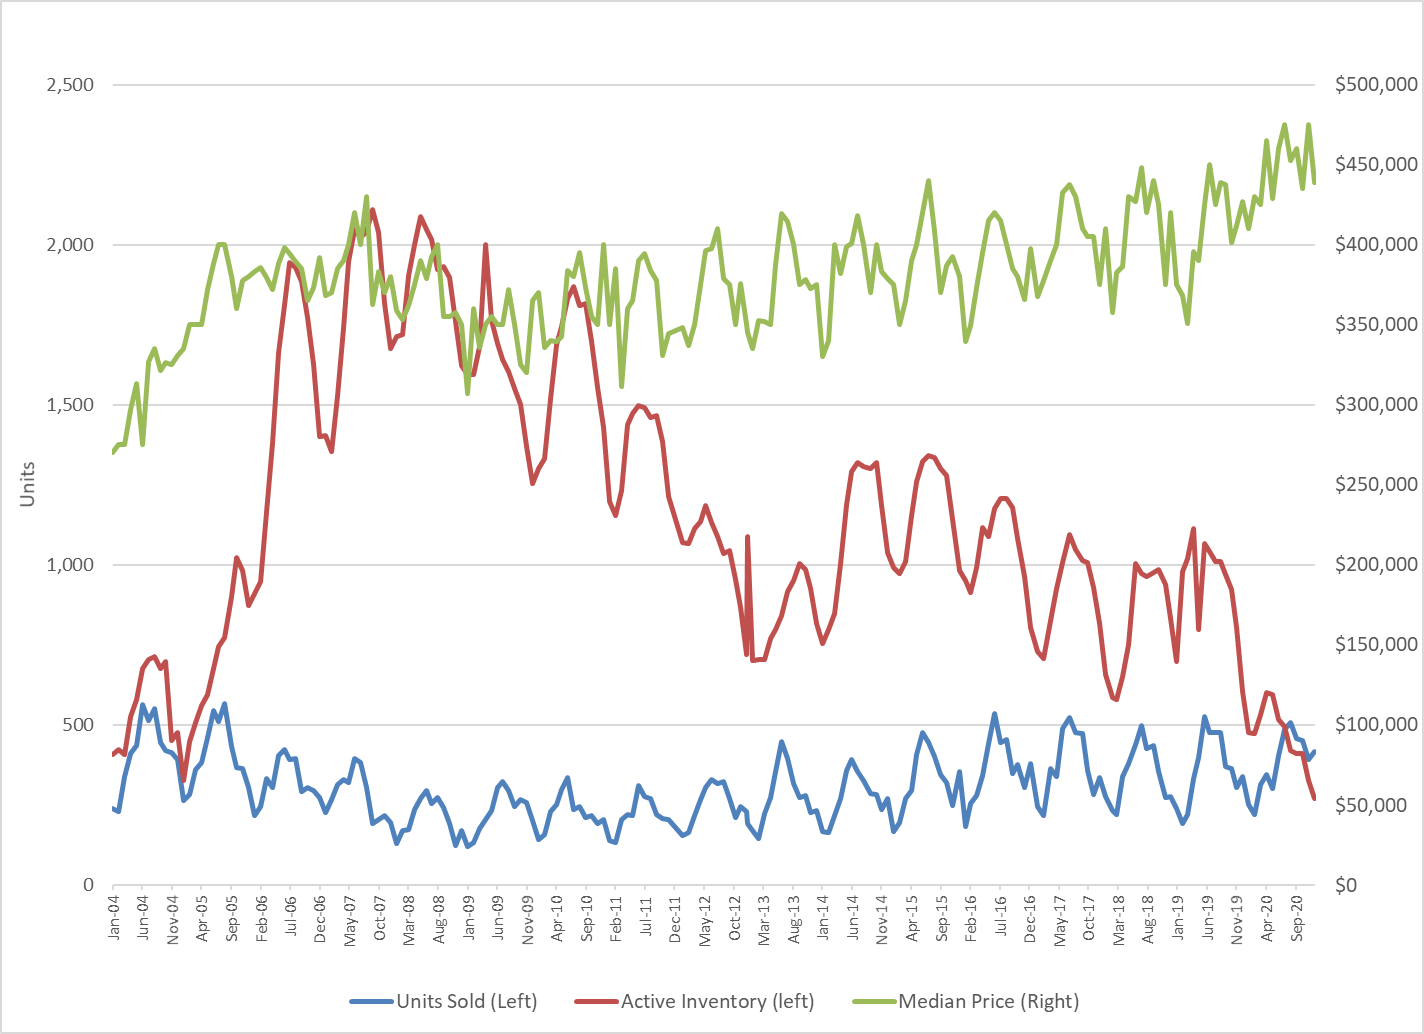 2,500
2,000
1,500
1,000
500
0
Units
$500,000
$450,000
$400,000
$350,000
$300,000
$250,000
$200,000
$150,000
$100,000
$50,000
$0
Jan-04
Jun-04
Nov-04
Apr-05
Sep-05
Feb-06
Jul-06
Dec-06
May-07
Oct-07
Mar-08
Aug-08
Jan-09
Jun-09
Nov-09
Apr-10
Sep-10
Feb-11
Jul-11
Dec-11
May-12
Oct-12
Mar-13
Aug-13
Jan-14
Jun-14
Nov-14
Apr-15
Sep-15
Feb-16
Jul-16
Dec-16
May-17
Oct-17
Mar-18
Aug-18
Jan-19
Jun-19
Nov-19
Apr-20
Sep-20
Units Sold (Left)
Active Inventory (left)
Median Price (Right)